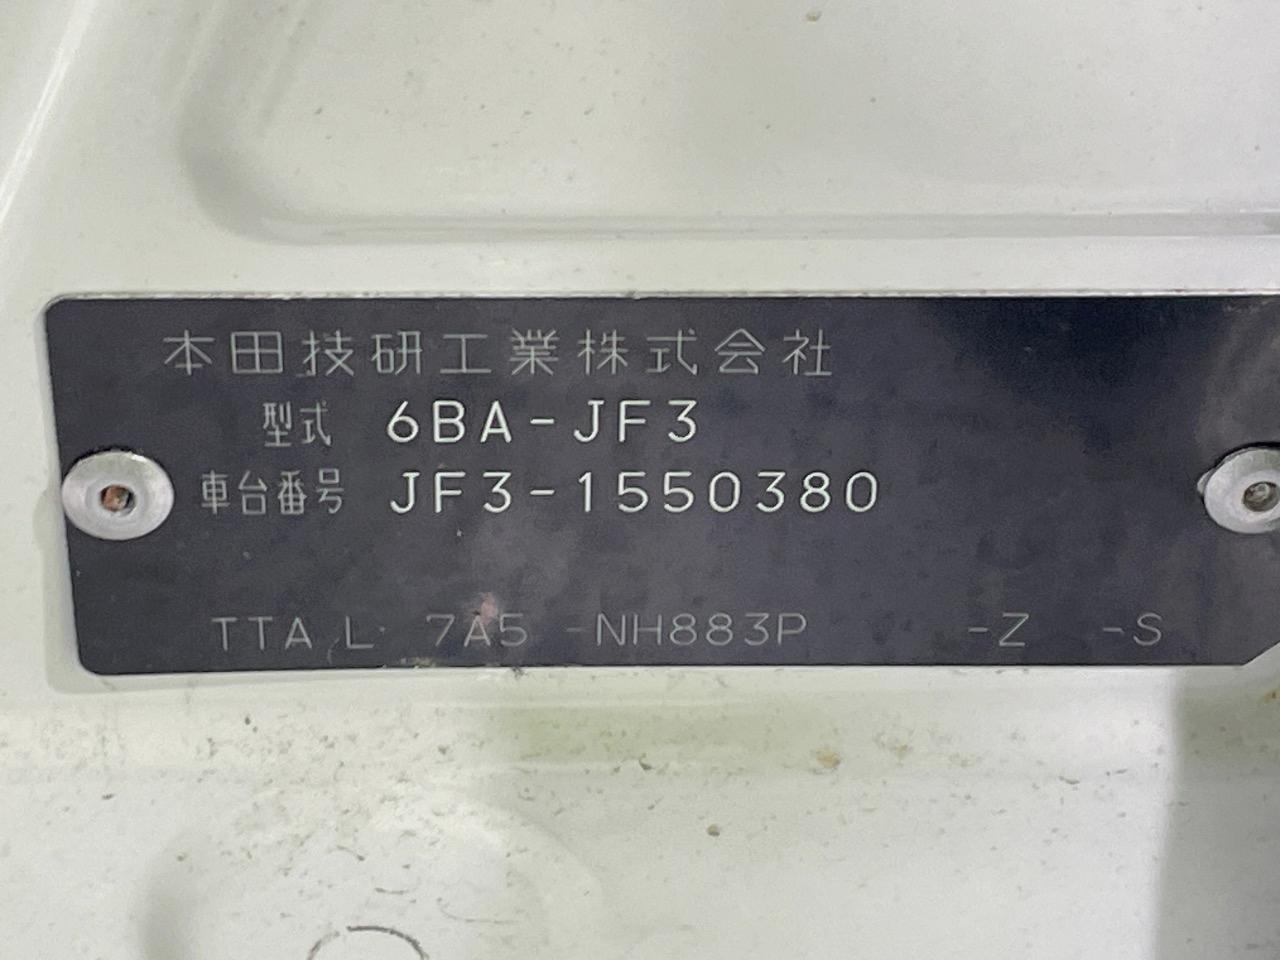 本田技研工業株式会社
型式 6BA-JF3
車台番号 JF3-1550380
TTA L 7A5 -NH883P -Z -S